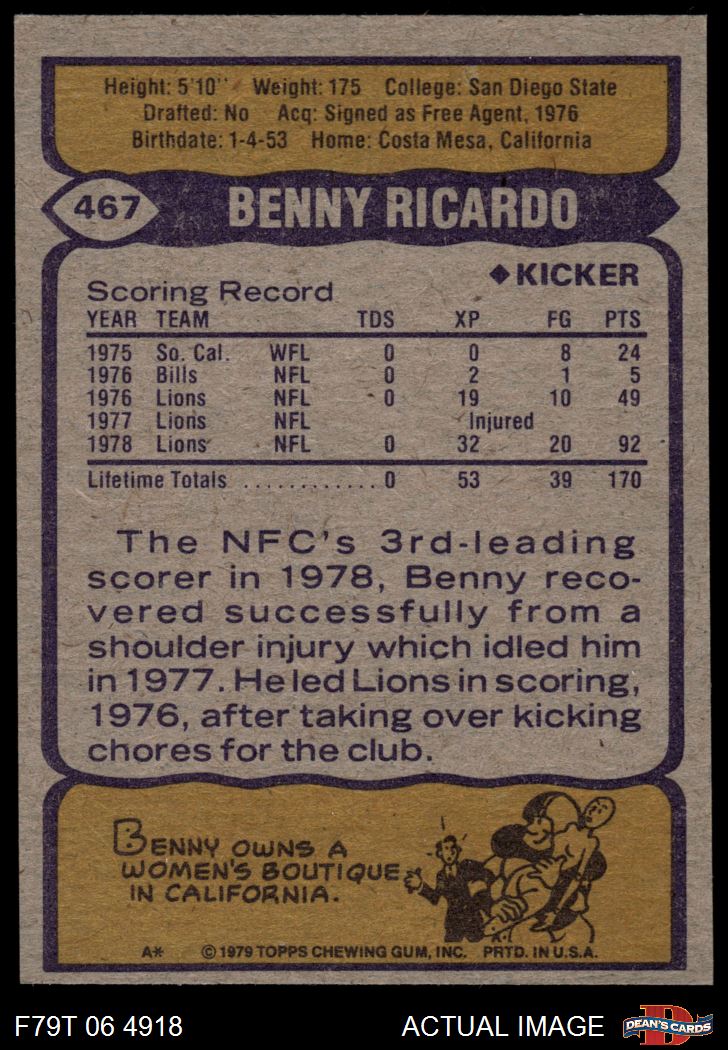 Height: 5'10" Weight: 175 College: San Diego State
Drafted: No Acq: Signed as Free Agent, 1976
Birthdate: 1-4-53 Home: Costa Mesa, California
467 BENNY RICARDO
◆KICKER
Scoring Record
YEAR TEAM TDS XP FG PTS
1975 So. Cal. WFL 0 0 8 24
1976 Bills NFL 0 2 1 5
1976 Lions NFL 0 19 10 49
1977 Lions NFL Injured
1978 Lions NFL 0 32 20 92
Lifetime Totals ............. 0 53 39 170
The NFC's 3rd-leading
scorer in 1978, Benny reco-
vered successfully from a
shoulder injury which idled him
in 1977. He led Lions in scoring,
1976, after taking over kicking
chores for the club.
BENNY OWNS A
WOMEN'S BOUTIQUE
IN CALIFORNIA.
A* © 1979 TOPPS CHEWING GUM, INC. PRTD. IN U.S.A.
F79T 06 4918 ACTUAL IMAGE D DEAN'S CARDS